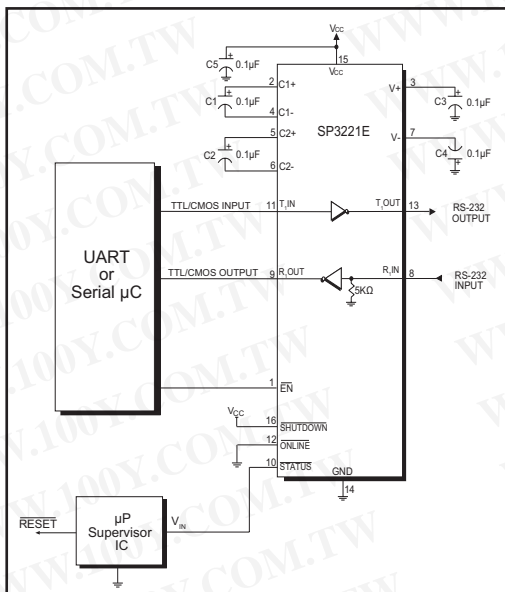 VCC
C5
+
0.1µF
15
VCC
2
C1+
C1
+
0.1µF
4
C1-
5
C2+
C2
+
0.1µF
6
C2-
SP3221E
V+
3
C3
+
0.1µF
V-
7
C4
0.1µF
+
UART
or
Serial µC
TTL/CMOS INPUT
11
T1IN
T1OUT
13
RS-232
OUTPUT
TTL/CMOS OUTPUT
9
R1OUT
R1IN
8
RS-232
INPUT
5KΩ
1
EN
VCC
16
SHUTDOWN
12
ONLINE
10
STATUS
GND
14
RESET
µP
Supervisor
IC
VIN
WWW.100Y.COM.TW